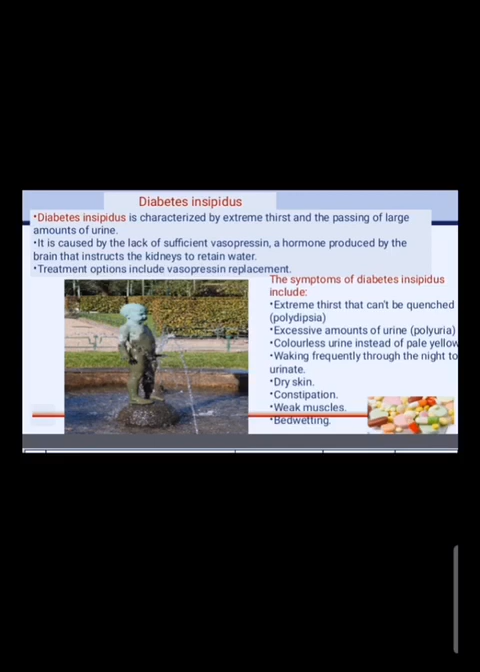 Diabetes insipidus
•Diabetes insipidus is characterized by extreme thirst and the passing of large
amounts of urine.
•It is caused by the lack of sufficient vasopressin, a hormone produced by the
brain that instructs the kidneys to retain water.
•Treatment options include vasopressin replacement.
The symptoms of diabetes insipidus
include:
•Extreme thirst that can't be quenched
(polydipsia)
•Excessive amounts of urine (polyuria)
•Colourless urine instead of pale yellow
•Waking frequently through the night to
urinate.
•Dry skin.
•Constipation.
•Weak muscles.
•Bedwetting.